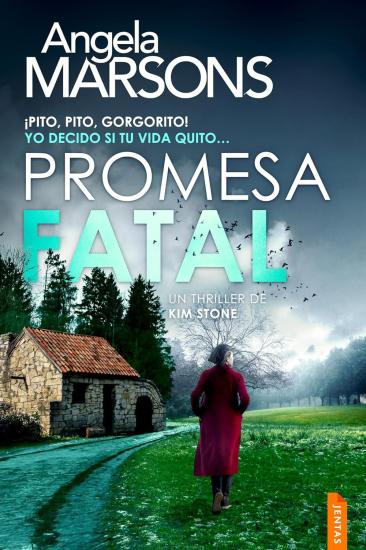 Angela
MARSONS
¡PITO, PITO, GORGORITO!
YO DECIDO SI TU VIDA QUITO...
PROMESA
FATAL
UN THRILLER DE
KIM STONE
JENTAS